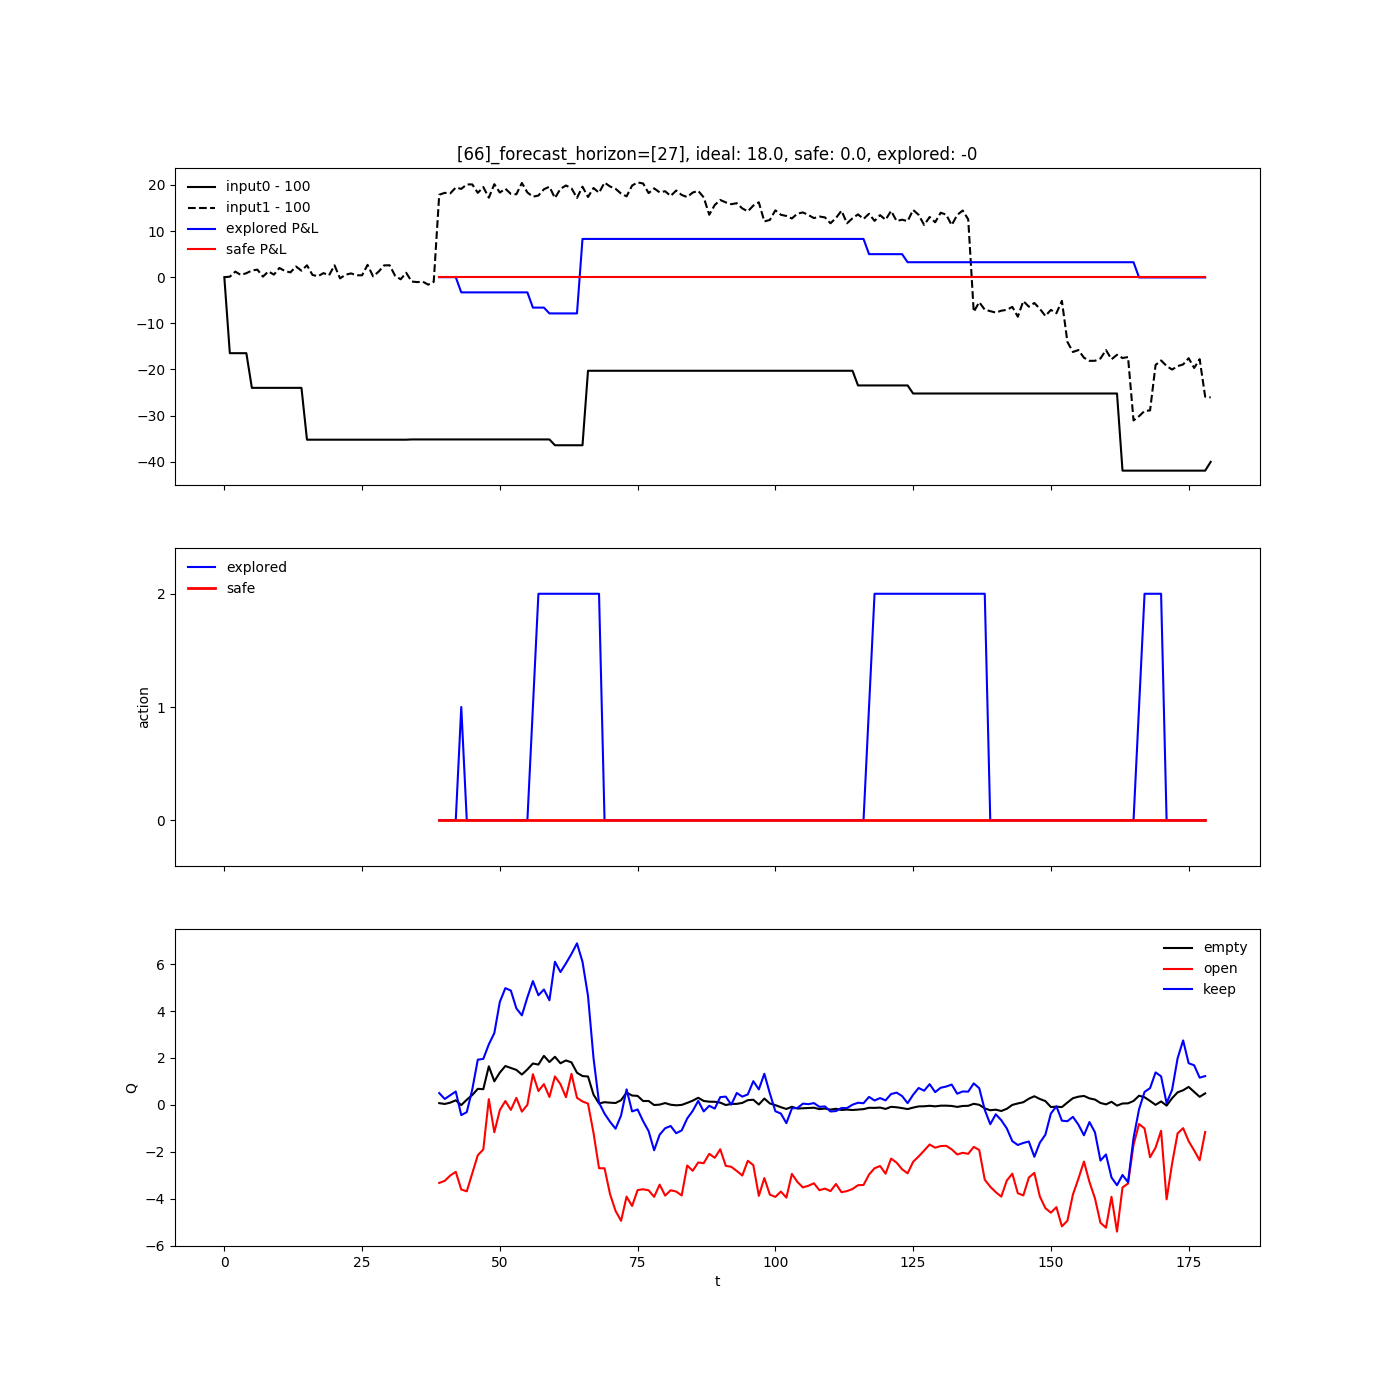 [66]_forecast_horizon=[27], ideal: 18.0, safe: 0.0, explored: -0
input0 - 100
input1 - 100
explored P&L
safe P&L
20
10
0
−10
−20
−30
−40
explored
safe
action
2
1
0
empty
open
keep
Q
6
4
2
0
−2
−4
−6
0 25 50 75 100 125 150 175
t